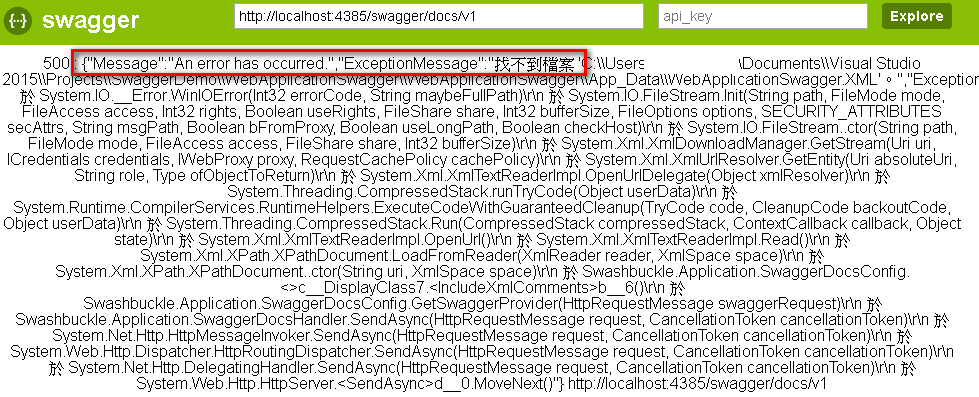 {··} swagger http://localhost:4385/swagger/docs/v1 api_key Explore
500 : {"Message":"An error has occurred.","ExceptionMessage":"找不到檔案 'C:\\Users \\Documents\\Visual Studio
2015\\Projects\\SwaggerDemo\\WebApplicationSwagger\\WebApplicationSwagger\\App_Data\\WebApplicationSwagger.XML'。","Exception
於 System.IO.__Error.WinIOError(Int32 errorCode, String maybeFullPath)\r\n 於 System.IO.FileStream.Init(String path, FileMode mode,
FileAccess access, Int32 rights, Boolean useRights, FileShare share, Int32 bufferSize, FileOptions options, SECURITY_ATTRIBUTES
secAttrs, String msgPath, Boolean bFromProxy, Boolean useLongPath, Boolean checkHost)\r\n 於 System.IO.FileStream..ctor(String path,
FileMode mode, FileAccess access, FileShare share, Int32 bufferSize)\r\n 於 System.Xml.XmlDownloadManager.GetStream(Uri uri,
ICredentials credentials, IWebProxy proxy, RequestCachePolicy cachePolicy)\r\n 於 System.Xml.XmlUrlResolver.GetEntity(Uri absoluteUri,
String role, Type ofObjectToReturn)\r\n 於 System.Xml.XmlTextReaderImpl.OpenUrlDelegate(Object xmlResolver)\r\n 於
System.Threading.CompressedStack.runTryCode(Object userData)\r\n 於
System.Runtime.CompilerServices.RuntimeHelpers.ExecuteCodeWithGuaranteedCleanup(TryCode code, CleanupCode backoutCode,
Object userData)\r\n 於 System.Threading.CompressedStack.Run(CompressedStack compressedStack, ContextCallback callback, Object
state)\r\n 於 System.Xml.XmlTextReaderImpl.OpenUrl()\r\n 於 System.Xml.XmlTextReaderImpl.Read()\r\n 於
System.Xml.XPath.XPathDocument.LoadFromReader(XmlReader reader, XmlSpace space)\r\n 於
System.Xml.XPath.XPathDocument..ctor(String uri, XmlSpace space)\r\n 於 Swashbuckle.Application.SwaggerDocsConfig.
<>c__DisplayClass7.<IncludeXmlComments>b__6()\r\n 於
Swashbuckle.Application.SwaggerDocsConfig.GetSwaggerProvider(HttpRequestMessage swaggerRequest)\r\n 於
Swashbuckle.Application.SwaggerDocsHandler.SendAsync(HttpRequestMessage request, CancellationToken cancellationToken)\r\n 於
System.Net.Http.HttpMessageInvoker.SendAsync(HttpRequestMessage request, CancellationToken cancellationToken)\r\n 於
System.Web.Http.Dispatcher.HttpRoutingDispatcher.SendAsync(HttpRequestMessage request, CancellationToken cancellationToken)\r\n
於 System.Net.Http.DelegatingHandler.SendAsync(HttpRequestMessage request, CancellationToken cancellationToken)\r\n 於
System.Web.Http.HttpServer.<SendAsync>d__0.MoveNext()"} http://localhost:4385/swagger/docs/v1